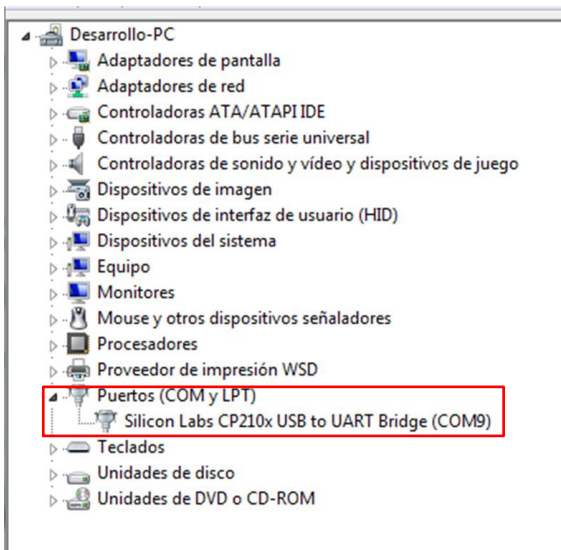 Desarrollo-PC
Adaptadores de pantalla
Adaptadores de red
Controladoras ATA/ATAPI IDE
Controladoras de bus serie universal
Controladoras de sonido y vídeo y dispositivos de juego
Dispositivos de imagen
Dispositivos de interfaz de usuario (HID)
Dispositivos del sistema
Equipo
Monitores
Mouse y otros dispositivos señaladores
Procesadores
Proveedor de impresión WSD
Puertos (COM y LPT)
Silicon Labs CP210x USB to UART Bridge (COM9)
Teclados
Unidades de disco
Unidades de DVD o CD-ROM